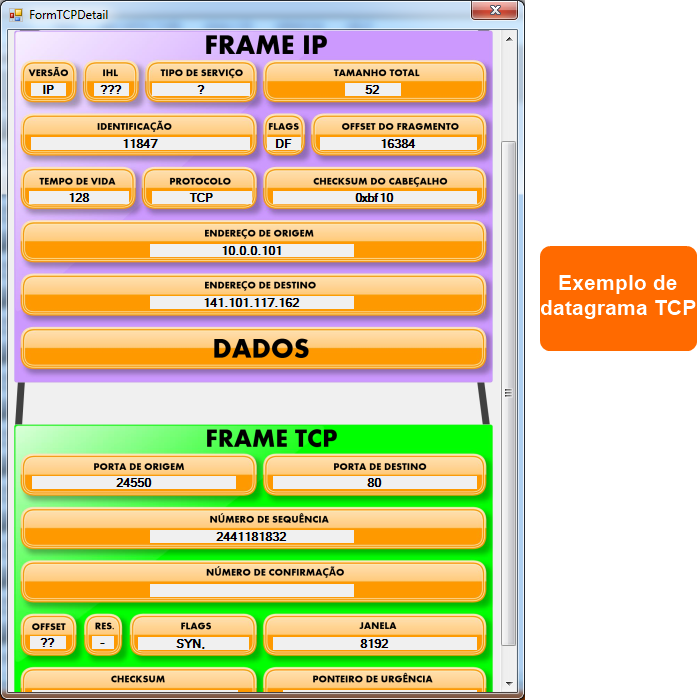 FormTCPDetail
FRAME IP
VERSÃO IHL TIPO DE SERVIÇO TAMANHO TOTAL
IP ??? ? 52
IDENTIFICAÇÃO FLAGS OFFSET DO FRAGMENTO
11847 DF 16384
TEMPO DE VIDA PROTOCOLO CHECKSUM DO CABEÇALHO
128 TCP 0xbf10
ENDEREÇO DE ORIGEM
10.0.0.101
ENDEREÇO DE DESTINO
141.101.117.162
DADOS
FRAME TCP
PORTA DE ORIGEM PORTA DE DESTINO
24550 80
NÚMERO DE SEQUÊNCIA
2441181832
NÚMERO DE CONFIRMAÇÃO
OFFSET RES. FLAGS JANELA
?? - SYN, 8192
CHECKSUM PONTEIRO DE URGÊNCIA
Exemplo de
datagrama TCP